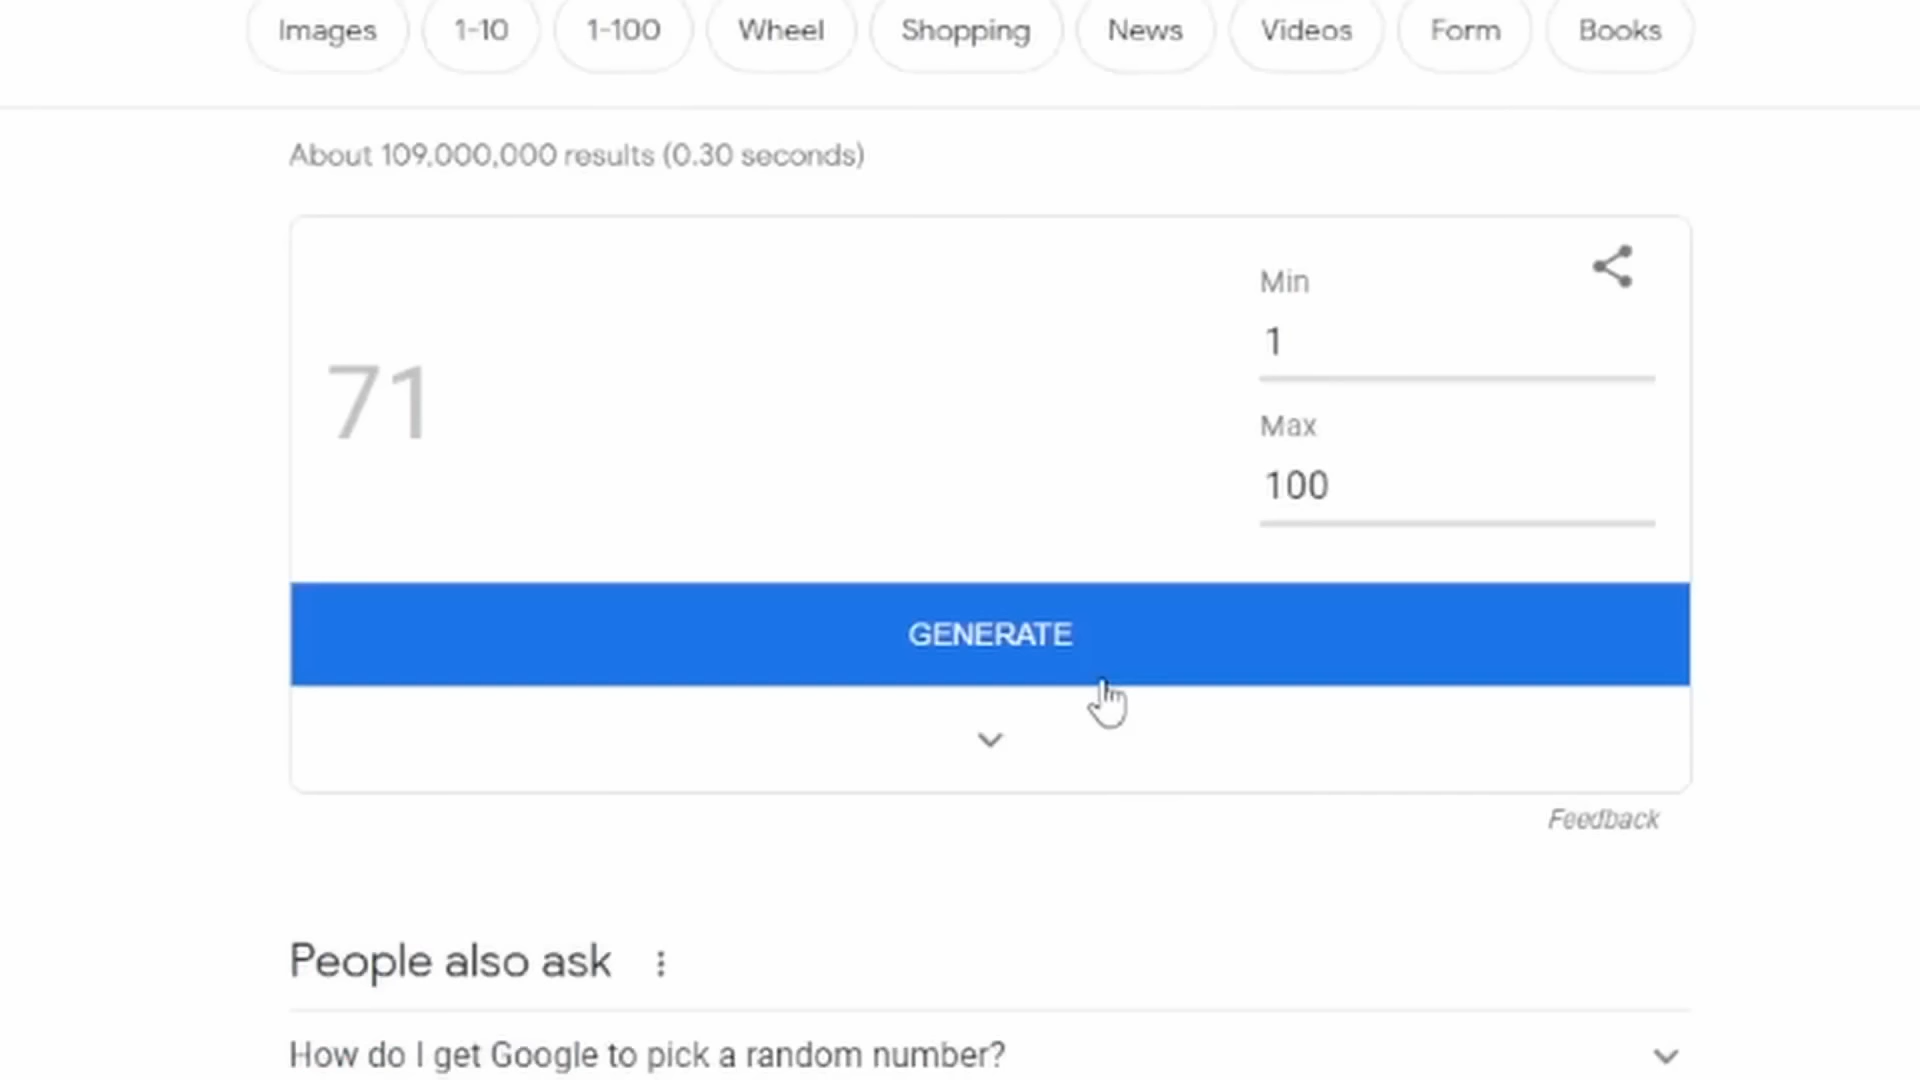 Images 1-10 1-100 Wheel Shopping News Videos Form Books
About 109,000,000 results (0.30 seconds)
Min
1
71
Max
100
GENERATE
Feedback
People also ask
How do I get Google to pick a random number?